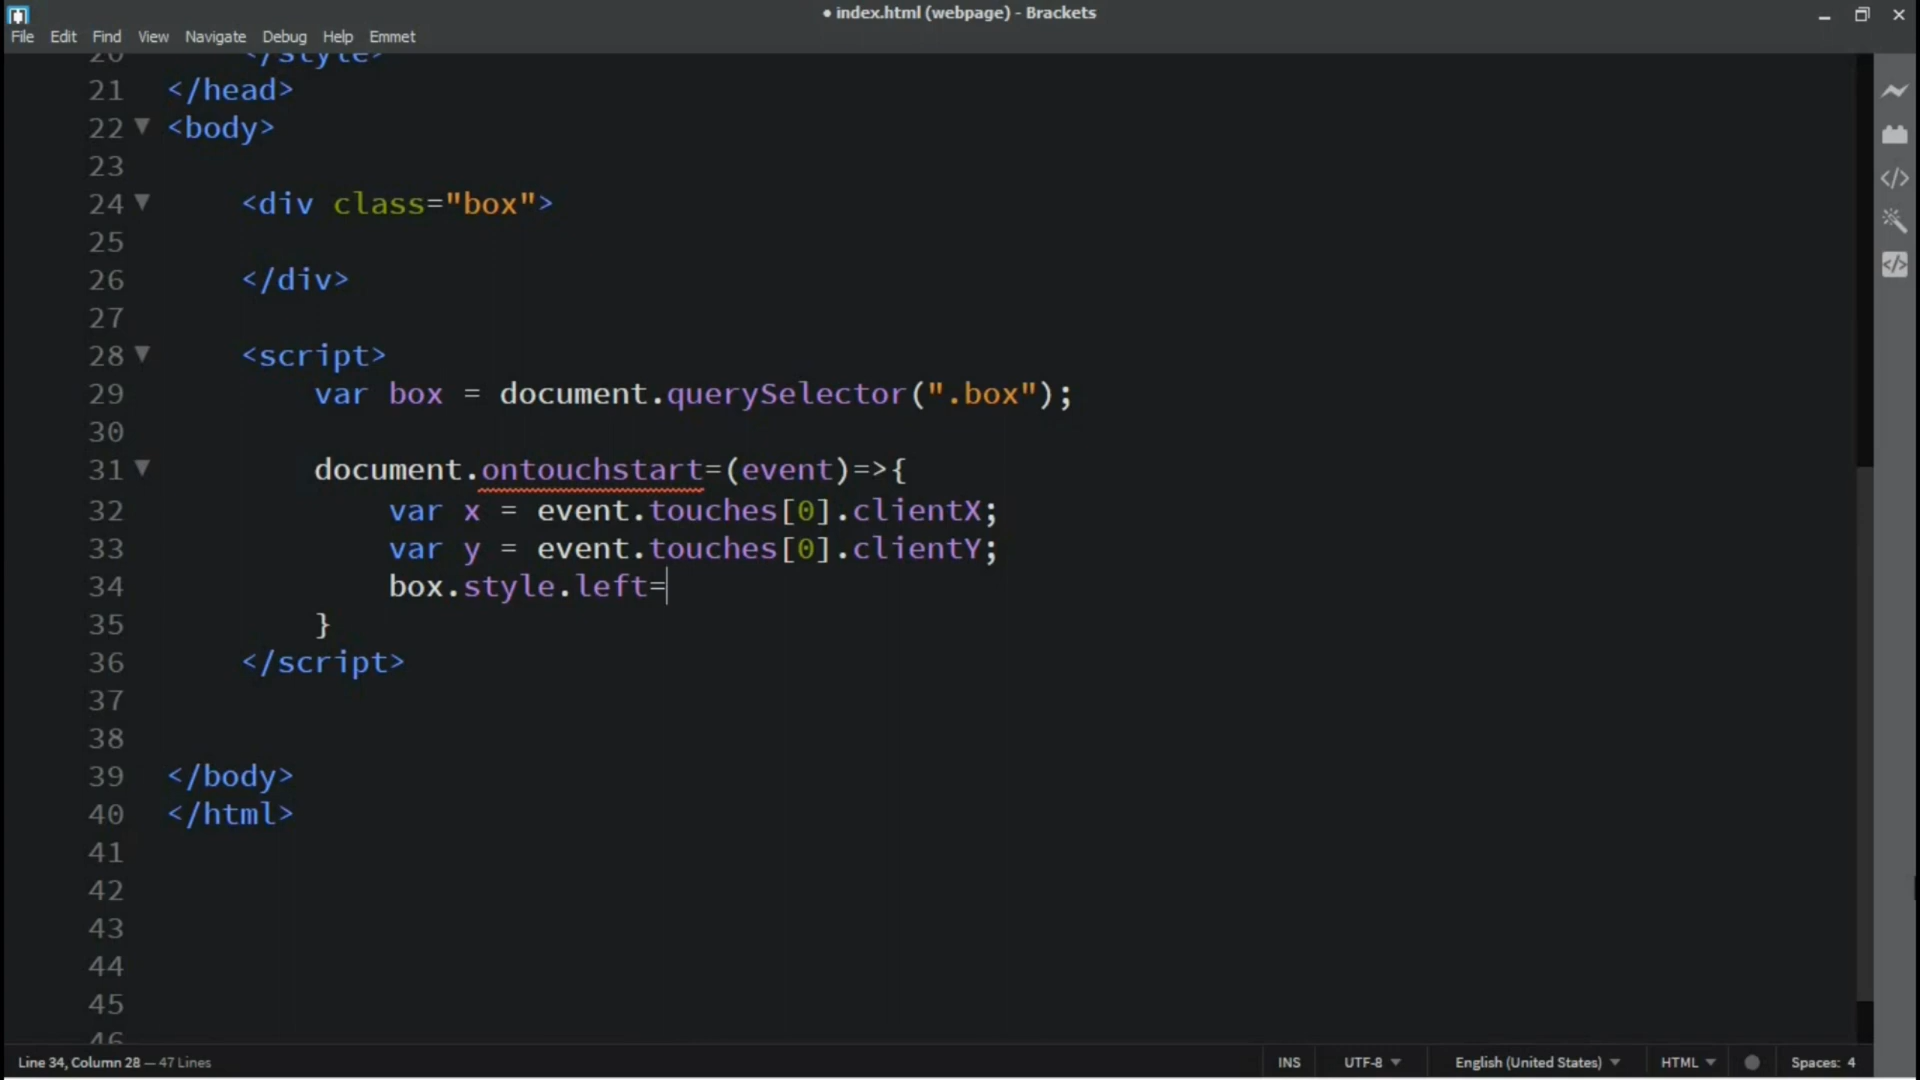 • index.html (webpage) - Brackets
File Edit Find View Navigate Debug Help Emmet
20 </style>
21 </head>
22 <body>
23
24 <div class="box">
25
26 </div>
27
28 <script>
29 var box = document.querySelector(".box");
30
31 document.ontouchstart=(event)=>{
32 var x = event.touches[0].clientX;
33 var y = event.touches[0].clientY;
34 box.style.left=
35 }
36 </script>
37
38
39 </body>
40 </html>
41
42
43
44
45
46
Line 34, Column 28 — 47 Lines INS UTF-8 English (United States) HTML Spaces: 4